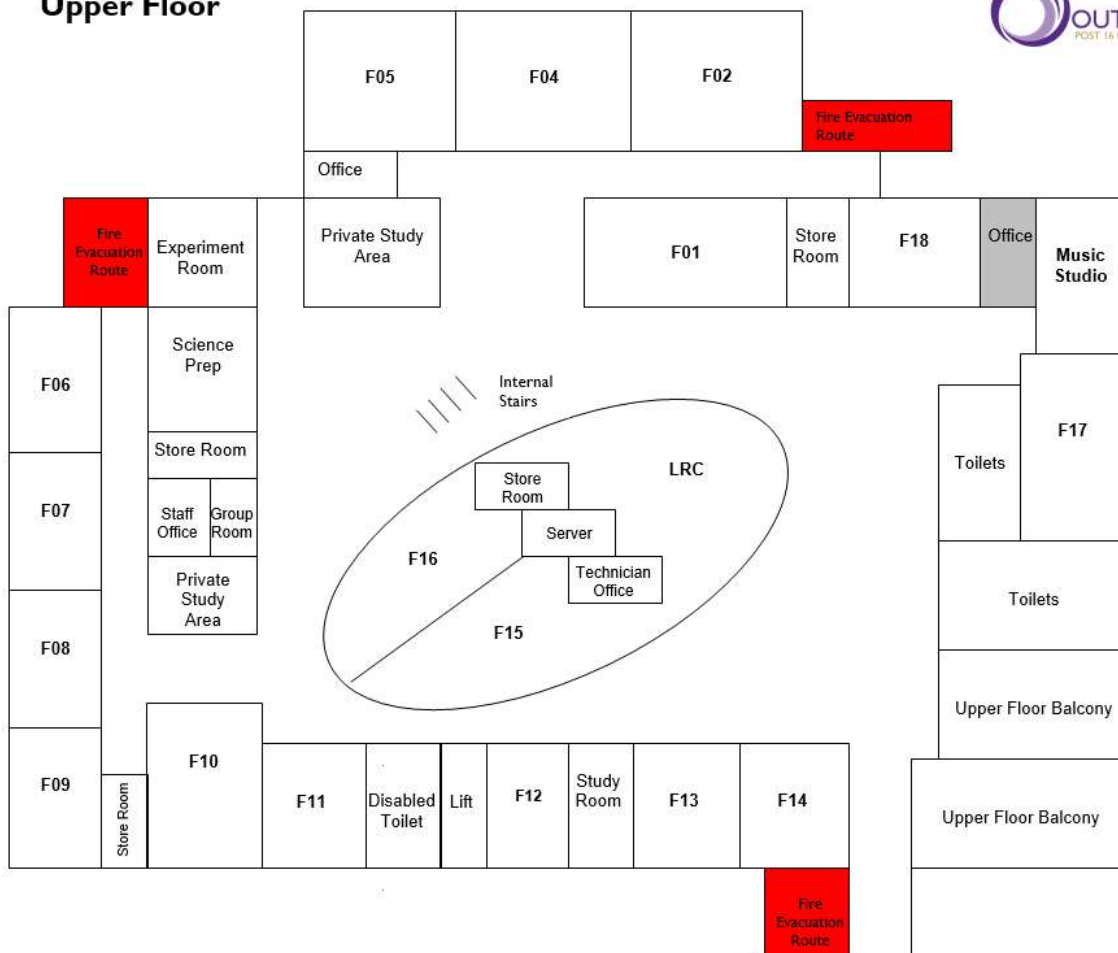 Upper Floor
OUT
POST 16
F05
F04
F02
Fire Evacuation
Route
Office
Fire
Evacuation
Route
Experiment
Room
Private Study
Area
F01
Store
Room
F18
Office
Music
Studio
Science
Prep
F06
Internal
Stairs
F17
Store Room
LRC
Toilets
Store
Room
F07
Staff
Office
Group
Room
Server
F16
Technician
Office
Private
Study
Area
Toilets
F15
F08
Upper Floor Balcony
F10
F09
Store Room
F11
Disabled
Toilet
Lift
F12
Study
Room
F13
F14
Upper Floor Balcony
Fire
Evacuation
Route